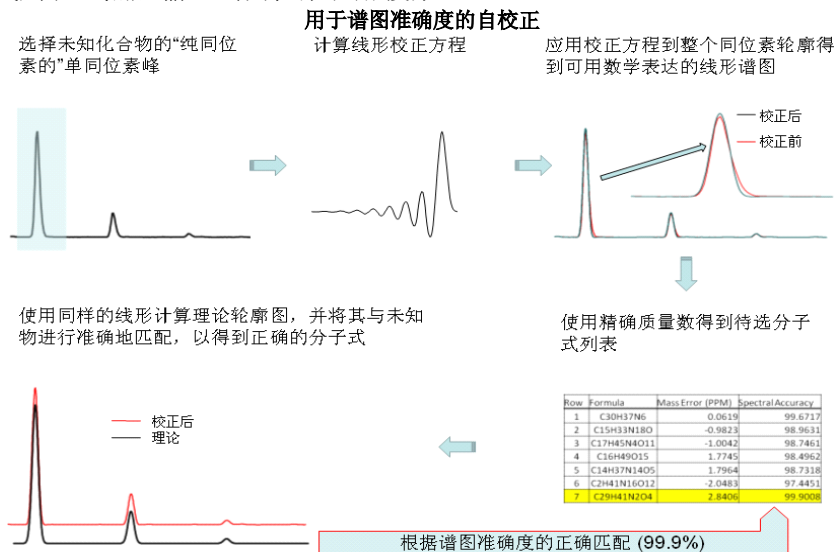 用于谱图准确度的自校正
选择未知化合物的“纯同位
素的”单同位素峰
计算线形校正方程
应用校正方程到整个同位素轮廓得
到可用数学表达的线形谱图
校正后
校正前
使用同样的线形计算理论轮廓图，并将其与未知
物进行准确地匹配，以得到正确的分子式
使用精确质量数得到待选分子
式列表
校正后
理论
Row Formula Mass Error (PPM) Spectral Accuracy
1 C30H37N6 0.0619 99.6717
2 C15H33N18O -0.9823 98.9631
3 C17H45N4O11 -1.0042 98.7461
4 C16H49O15 1.7745 98.4962
5 C14H37N14O5 1.7964 98.7318
6 C2H41N16O12 -2.0483 97.4451
7 C29H41N2O4 2.8406 99.9008
根据谱图准确度的正确匹配 (99.9%)